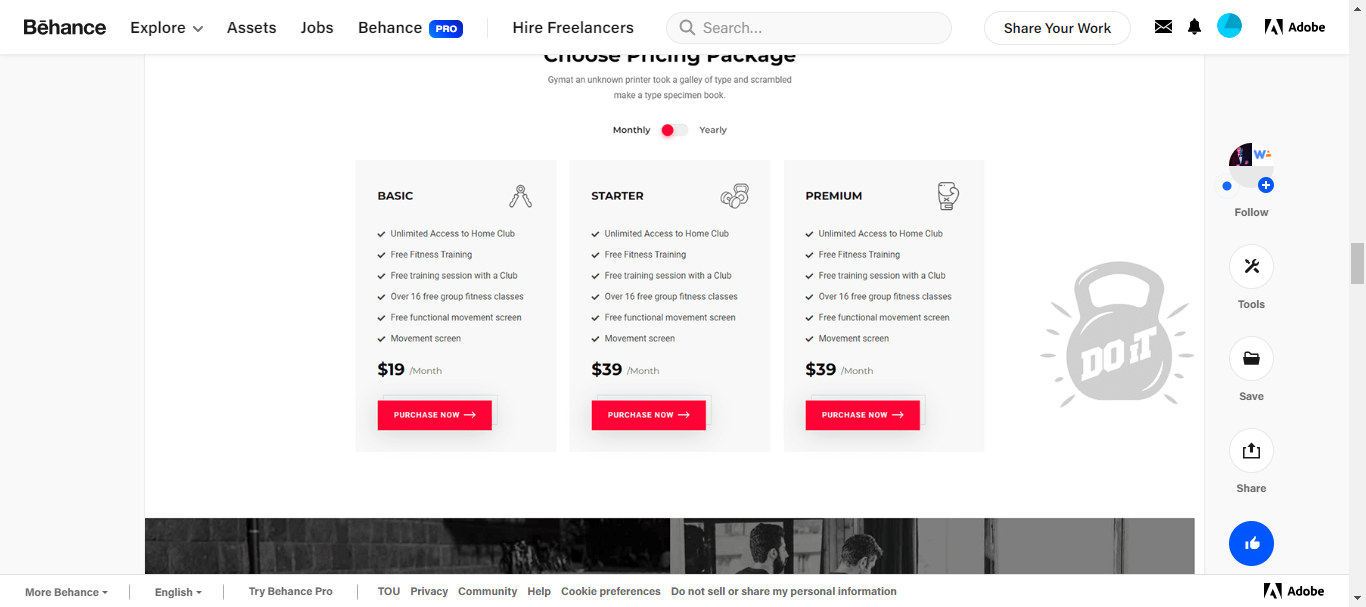 Bēhance Explore Assets Jobs Behance PRO Hire Freelancers Search... Share Your Work Adobe
Choose Pricing Package
Gymat an unknown printer took a galley of type and scrambled
make a type specimen book.
Monthly Yearly
BASIC
Unlimited Access to Home Club
Free Fitness Training
Free training session with a Club
Over 16 free group fitness classes
Free functional movement screen
Movement screen
$19 /Month
PURCHASE NOW
STARTER
Unlimited Access to Home Club
Free Fitness Training
Free training session with a Club
Over 16 free group fitness classes
Free functional movement screen
Movement screen
$39 /Month
PURCHASE NOW
PREMIUM
Unlimited Access to Home Club
Free Fitness Training
Free training session with a Club
Over 16 free group fitness classes
Free functional movement screen
Movement screen
$39 /Month
PURCHASE NOW
DO iT
W
Follow
Tools
Save
Share
More Behance English Try Behance Pro TOU Privacy Community Help Cookie preferences Do not sell or share my personal information Adobe